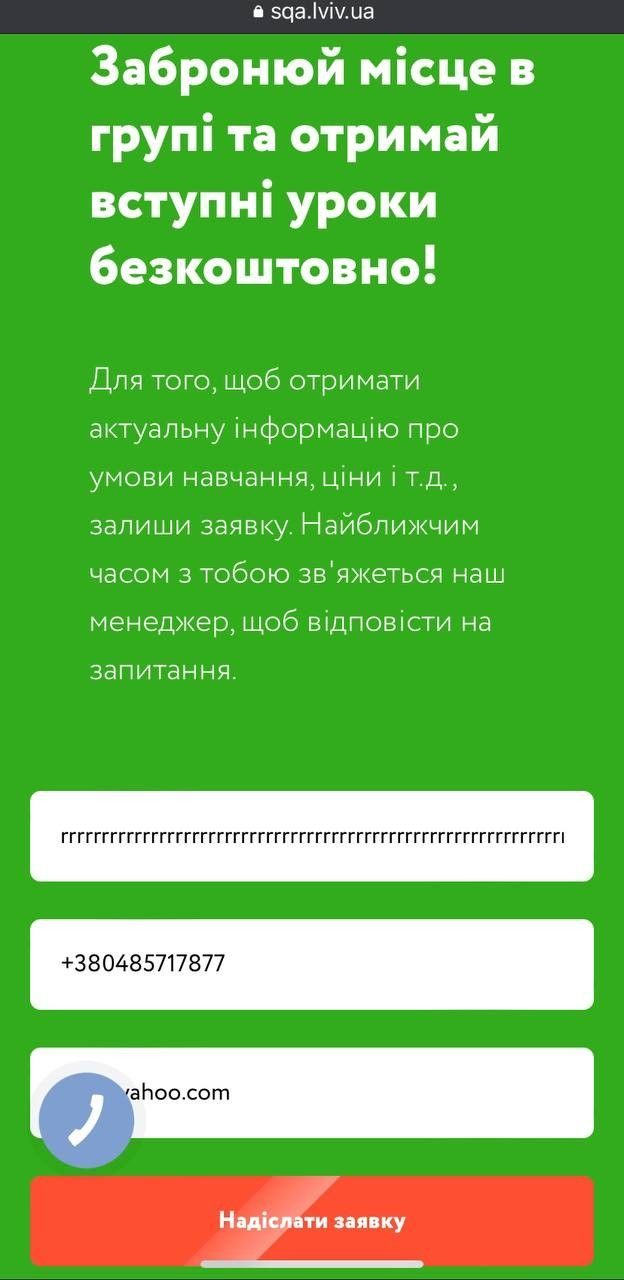 sqa.lviv.ua
Забронюй місце в
групі та отримай
вступні уроки
безкоштовно!
Для того, щоб отримати
актуальну інформацію про
умови навчання, ціни і т.д.,
залиши заявку. Найближчим
часом з тобою зв'яжеться наш
менеджер, щоб відповісти на
запитання.
+380485717877
ahoo.com
Надіслати заявку